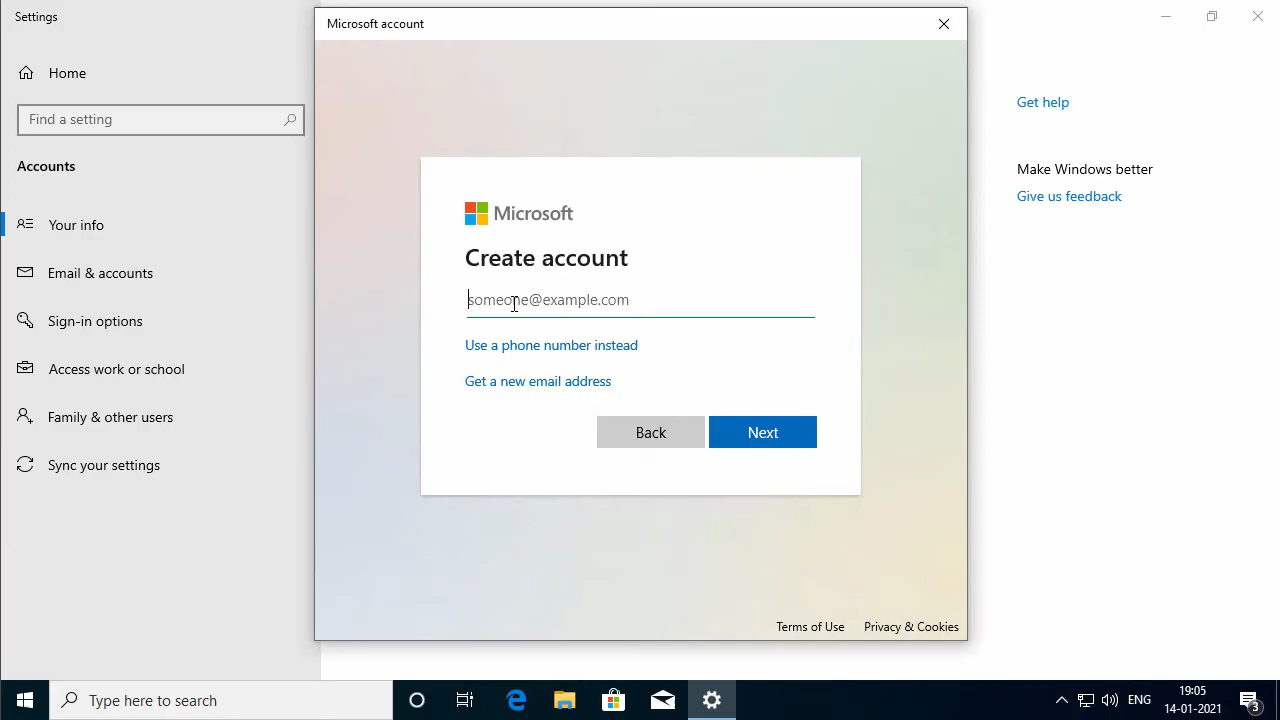 Settings
Home
Find a setting
Accounts
Your info
Email & accounts
Sign-in options
Access work or school
Family & other users
Sync your settings
Microsoft account
Microsoft
Create account
someone@example.com
Use a phone number instead
Get a new email address
Back
Next
Terms of Use
Privacy & Cookies
Get help
Make Windows better
Give us feedback
Type here to search
ENG
19:05
14-01-2021
3